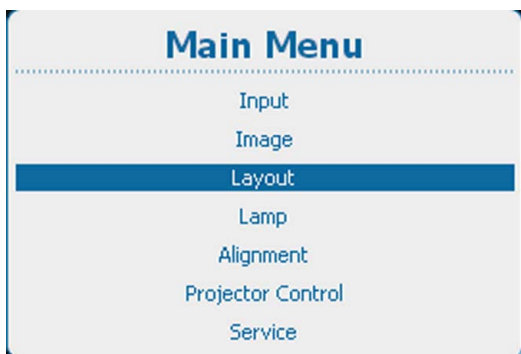 Main Menu
Input
Image
Layout
Lamp
Alignment
Projector Control
Service